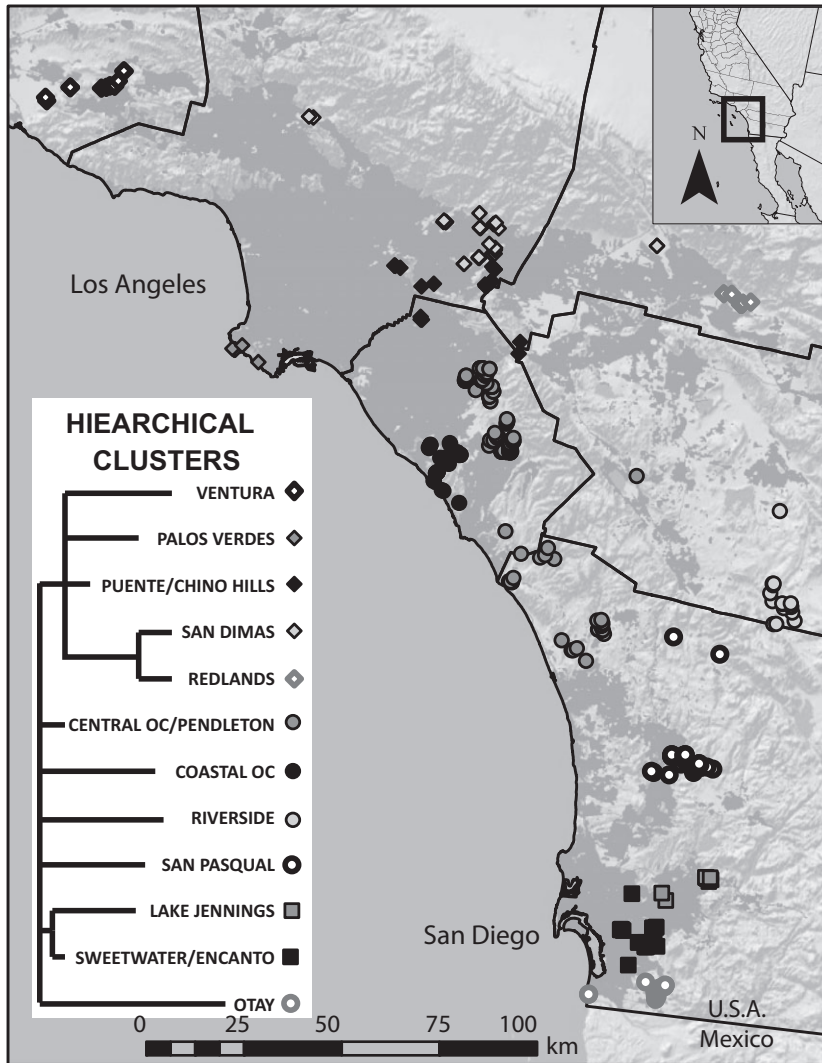 N
Los Angeles
HIEARCHICAL
CLUSTERS
VENTURA
PALOS VERDES
PUENTE/CHINO HILLS
SAN DIMAS
REDLANDS
CENTRAL OC/PENDLETON
COASTAL OC
RIVERSIDE
SAN PASQUAL
LAKE JENNINGS
SWEETWATER/ENCANTO
OTAY
San Diego
U.S.A.
Mexico
0 25 50 75 100
km